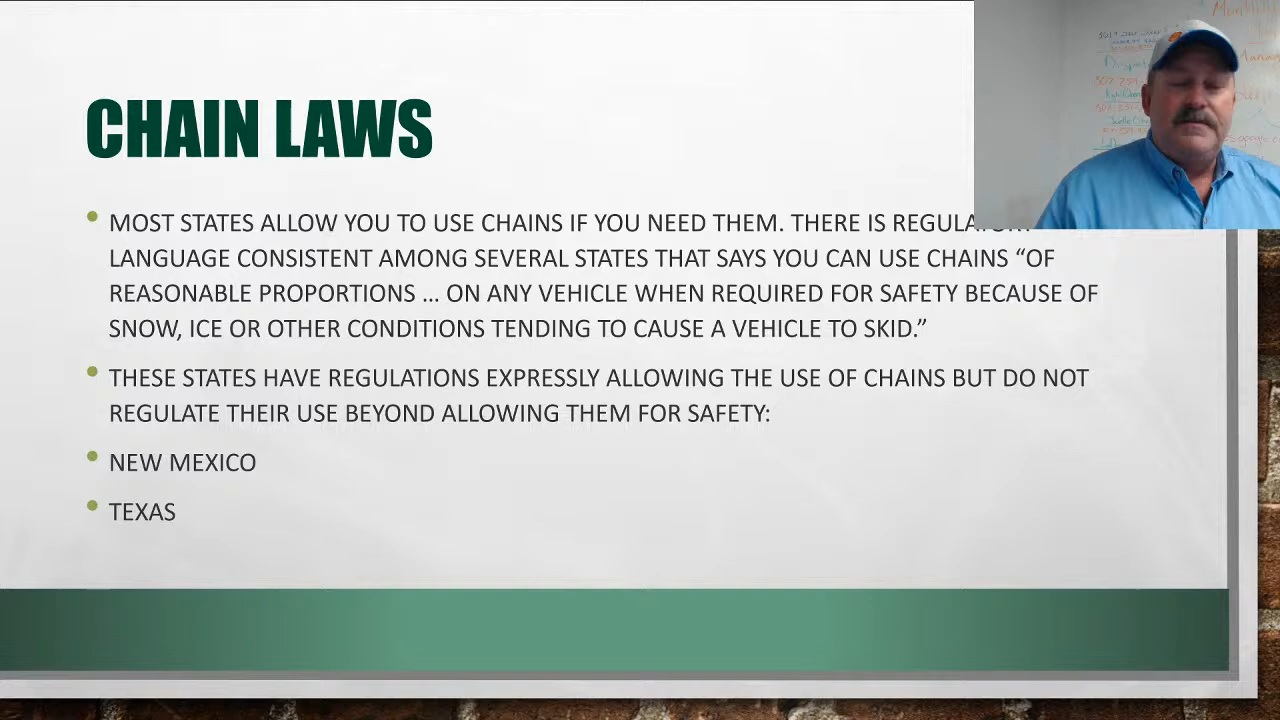 CHAIN LAWS
• MOST STATES ALLOW YOU TO USE CHAINS IF YOU NEED THEM. THERE IS REGULATORY
LANGUAGE CONSISTENT AMONG SEVERAL STATES THAT SAYS YOU CAN USE CHAINS “OF
REASONABLE PROPORTIONS ... ON ANY VEHICLE WHEN REQUIRED FOR SAFETY BECAUSE OF
SNOW, ICE OR OTHER CONDITIONS TENDING TO CAUSE A VEHICLE TO SKID.”
• THESE STATES HAVE REGULATIONS EXPRESSLY ALLOWING THE USE OF CHAINS BUT DO NOT
REGULATE THEIR USE BEYOND ALLOWING THEM FOR SAFETY:
• NEW MEXICO
• TEXAS